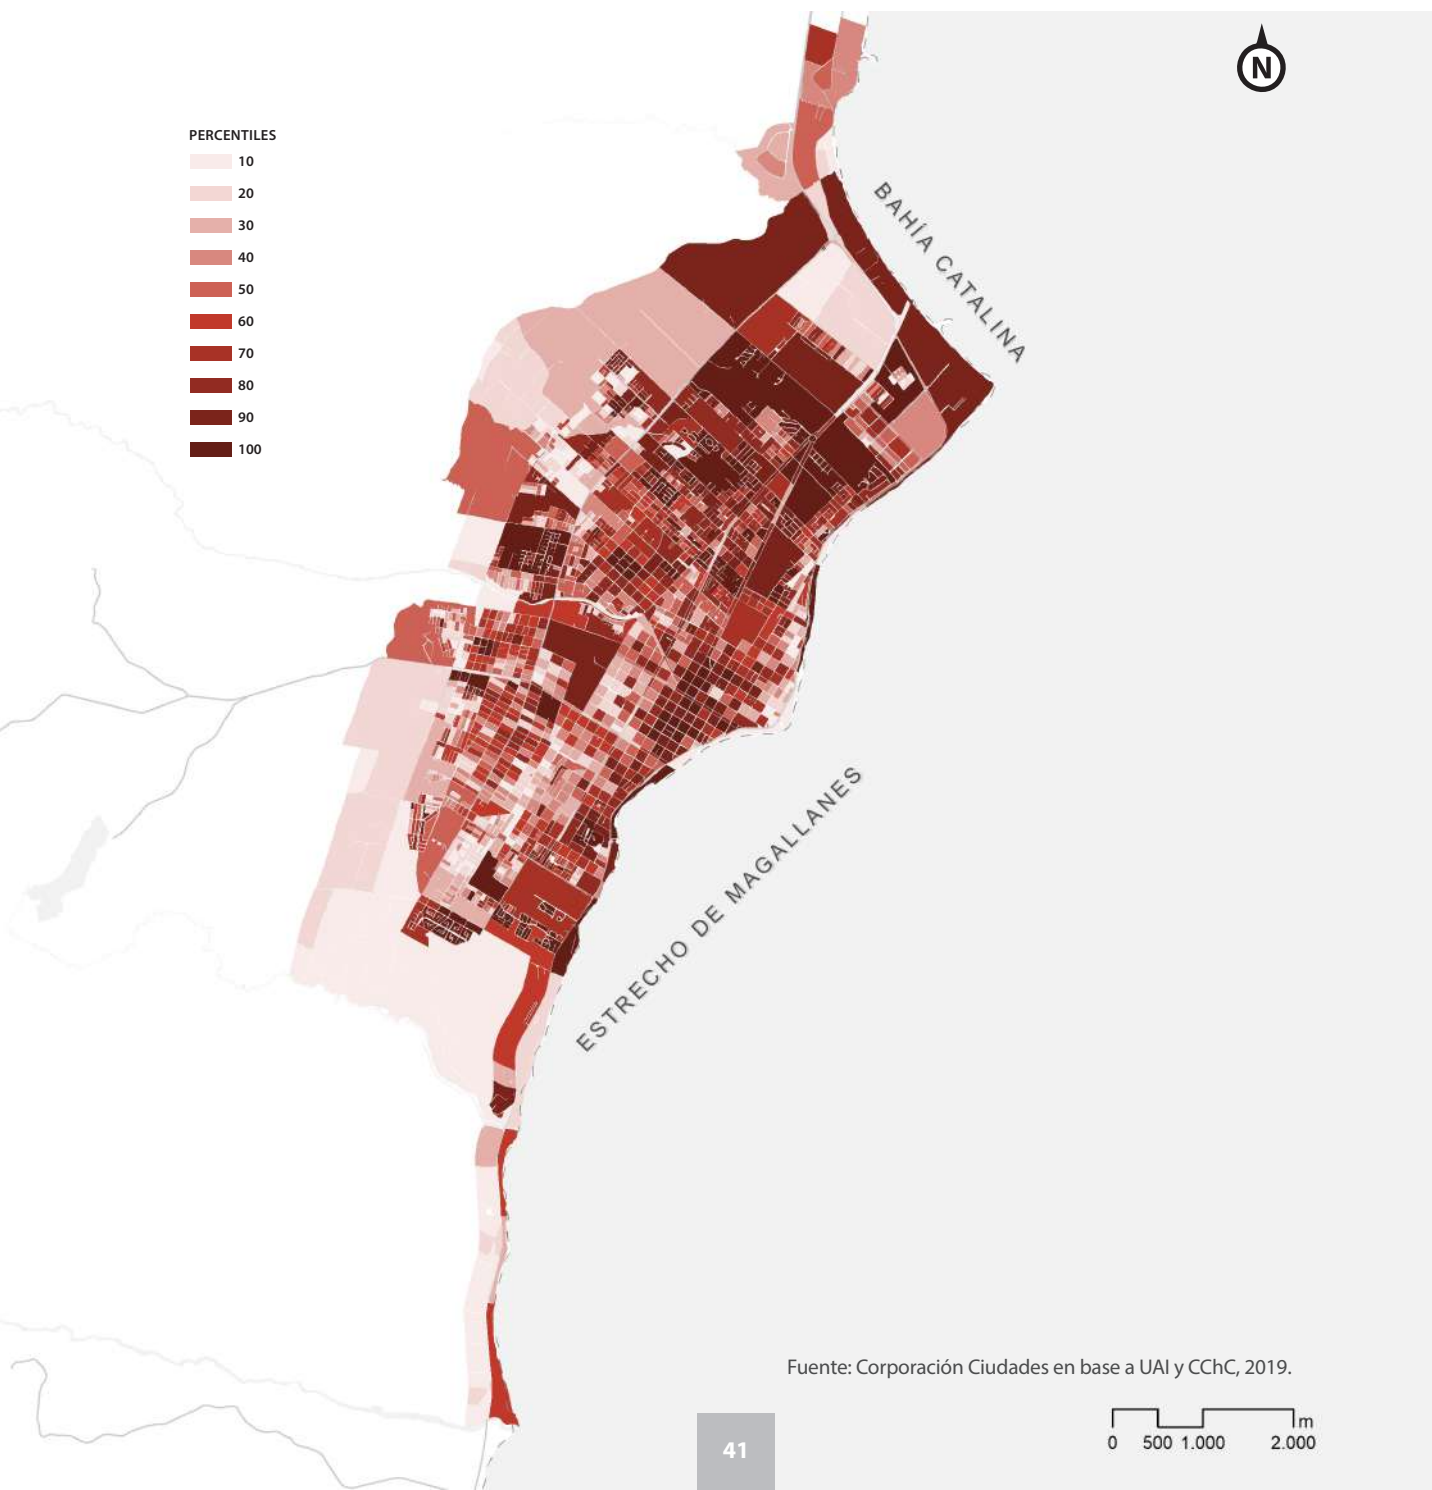 N
PERCENTILES
10
20
30
40
50
60
70
80
90
100
BAHÍA CATALINA
ESTRECHO DE MAGALLANES
Fuente: Corporación Ciudades en base a UAI y CChC, 2019.
m
0 500 1.000 2.000
41